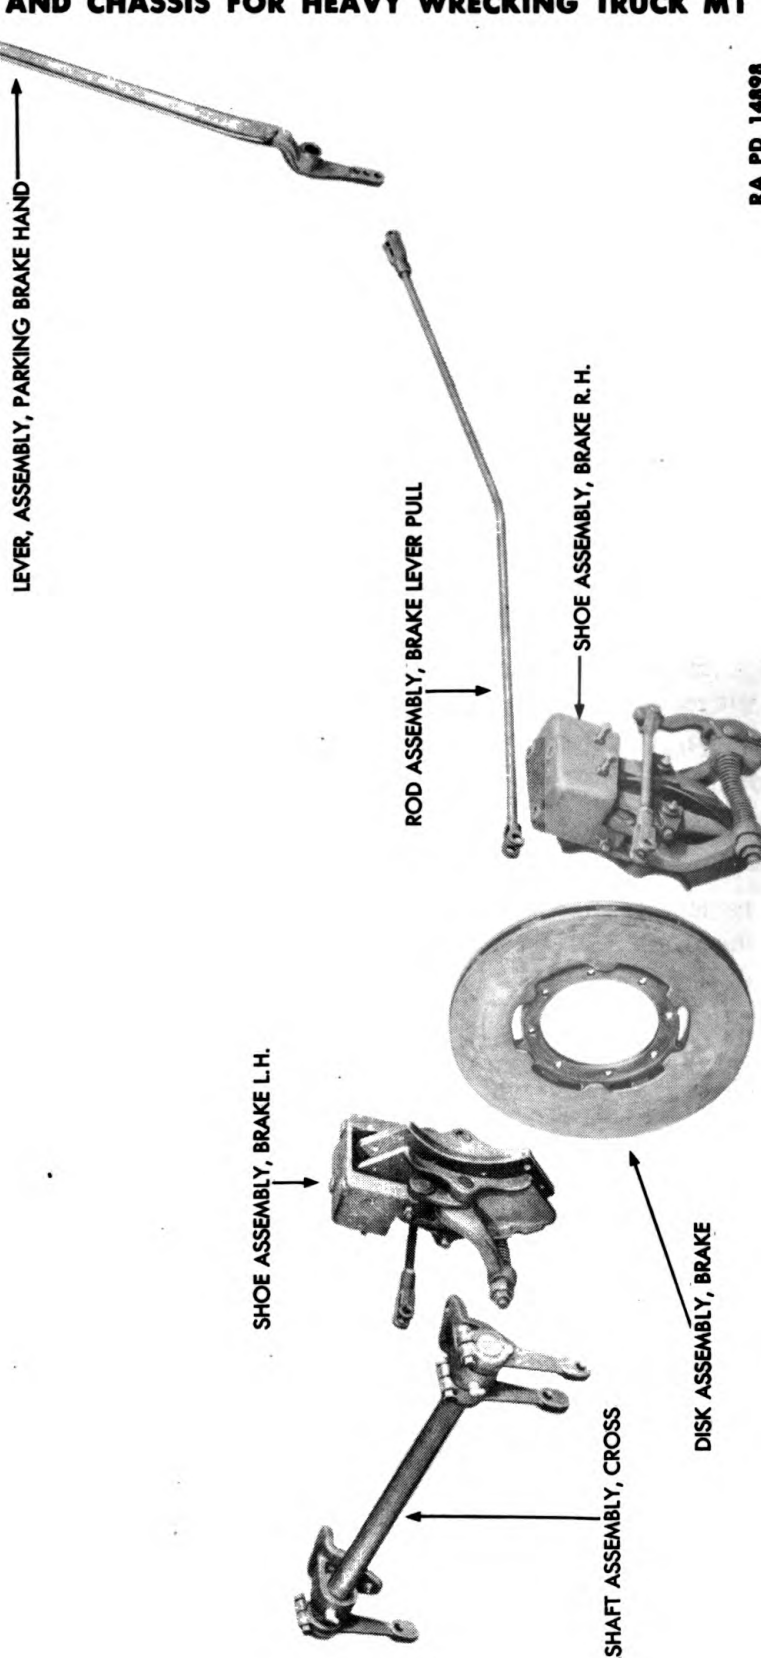 AND CHASSIS FOR HEAVY WRECKING TRUCK M1
RA PD 14898
LEVER, ASSEMBLY, PARKING BRAKE HAND
ROD ASSEMBLY, BRAKE LEVER PULL
SHOE ASSEMBLY, BRAKE R.H.
SHOE ASSEMBLY, BRAKE L.H.
DISK ASSEMBLY, BRAKE
SHAFT ASSEMBLY, CROSS